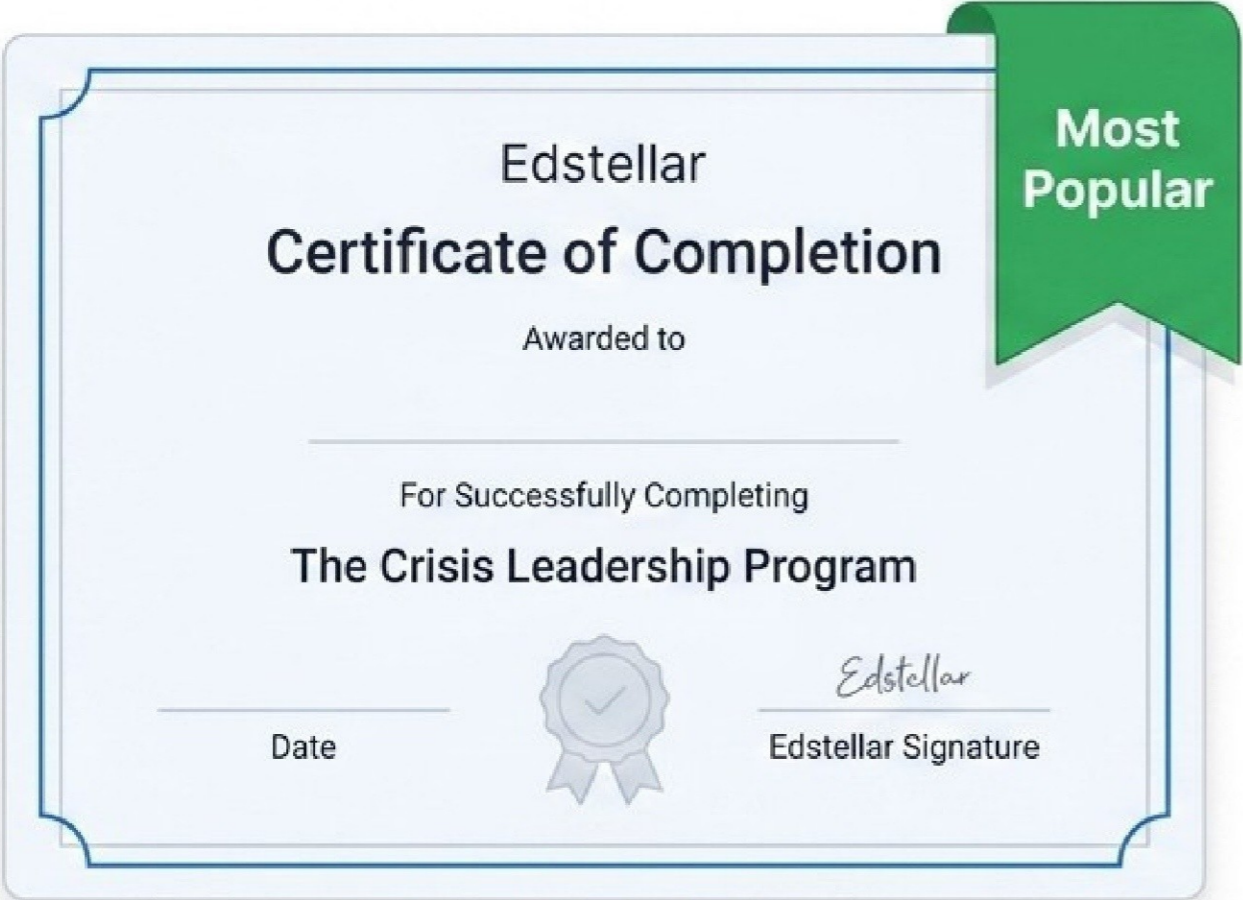 Most
Popular
Edstellar
Certificate of Completion
Awarded to
For Successfully Completing
The Crisis Leadership Program
Edstellar
Date
Edstellar Signature